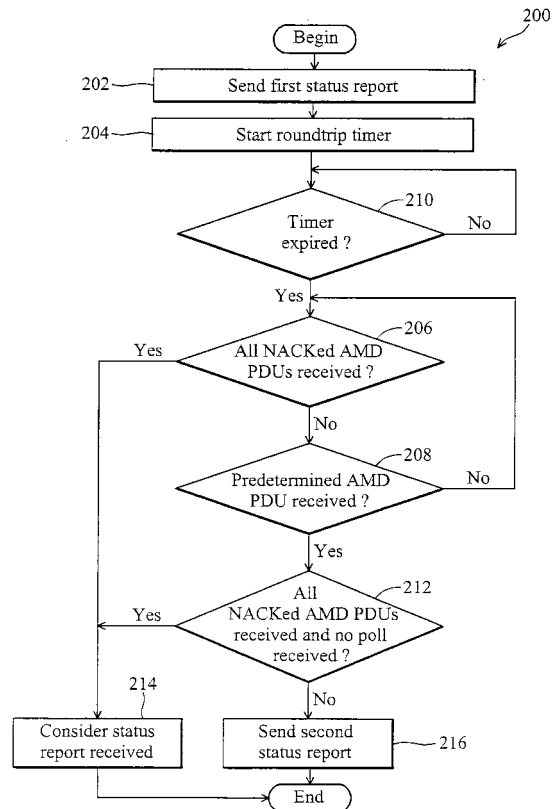 200
Begin
202
Send first status report
204
Start roundtrip timer
210
Timer
expired ?
No
Yes
206
Yes
All NACKed AMD
PDUs received ?
No
208
Predetermined AMD
PDU received ?
No
Yes
212
All
NACKed AMD PDUs
received and no poll
received ?
Yes
No
214
Consider status
report received
Send second
status report
216
End